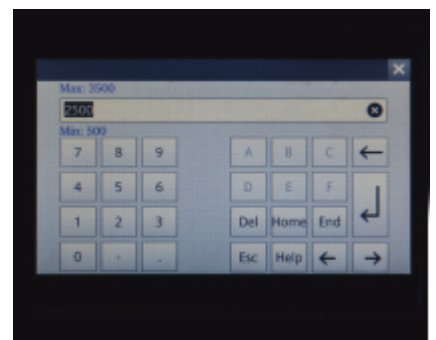 Max: 3500
2500
Min: 500
7 8 9 A B C ←
4 5 6 D E F
1 2 3 Del Home End ↵
0 - . Esc Help ← →